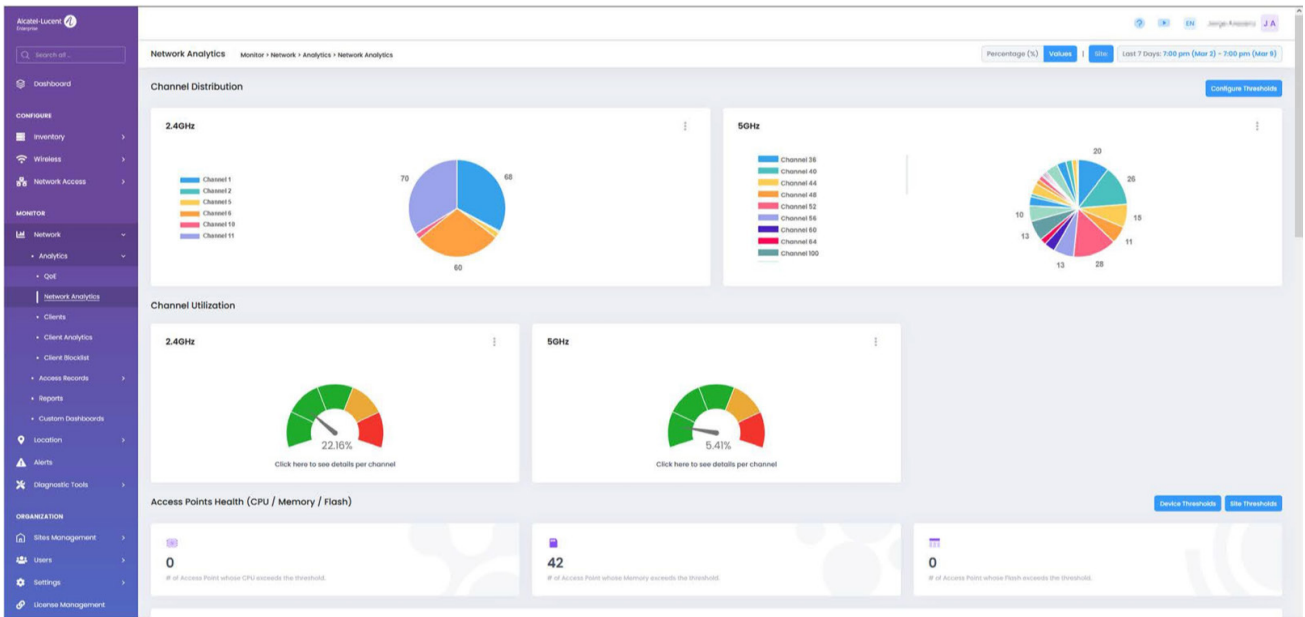 Alcatel-Lucent
Enterprise
EN
J A
Search all ..
Network Analytics
Monitor > Network > Analytics > Network Analytics
Percentage (%) Values | Site Last 7 Days: 7:00 pm (Mar 2) - 7:00 pm (Mar 9)
Dashboard
CONFIGURE
Inventory
Wireless
Network Access
MONITOR
Network
Analytics
QoE
Network Analytics
Clients
Client Analytics
Client Blocklist
Access Records
Reports
Custom Dashboards
Location
Alerts
Diagnostic Tools
ORGANIZATION
Sites Management
Users
Settings
License Management
Channel Distribution
Configure Thresholds
2.4GHz
Channel 1
Channel 2
Channel 5
Channel 6
Channel 10
Channel 11
70
68
60
5GHz
Channel 36
Channel 40
Channel 44
Channel 48
Channel 52
Channel 56
Channel 60
Channel 64
Channel 100
20
26
15
11
28
13
13
10
Channel Utilization
2.4GHz
22.16%
Click here to see details per channel
5GHz
5.41%
Click here to see details per channel
Access Points Health (CPU / Memory / Flash)
Device Thresholds
Site Thresholds
0
# of Access Point whose CPU exceeds the threshold.
42
# of Access Point whose Memory exceeds the threshold.
0
# of Access Point whose Flash exceeds the threshold.